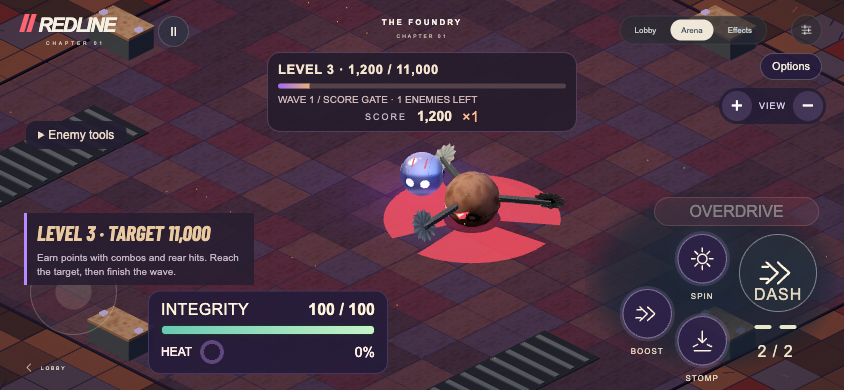 REDLINE
CHAPTER 01
THE FOUNDRY
CHAPTER 01
Lobby Arena Effects
Options
LEVEL 3 · 1,200 / 11,000
WAVE 1 / SCORE GATE · 1 ENEMIES LEFT
SCORE 1,200 ×1
+ VIEW −
Enemy tools
LEVEL 3 · TARGET 11,000
Earn points with combos and rear hits. Reach
the target, then finish the wave.
OVERDRIVE
SPIN
DASH
BOOST
STOMP
2 / 2
INTEGRITY 100 / 100
HEAT 0%
LOBBY